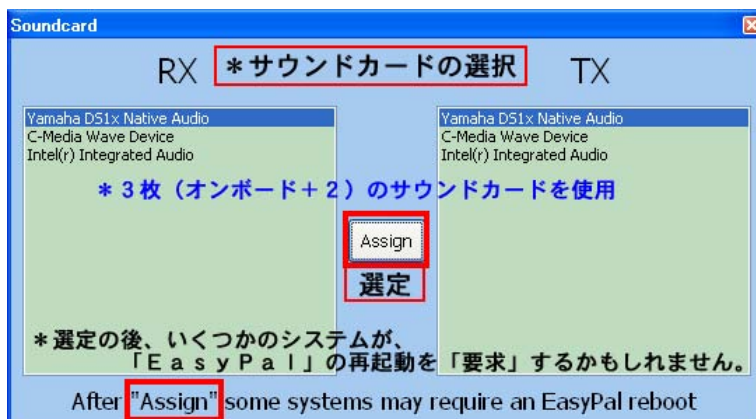 Soundcard
RX
*サウンドカードの選択
TX
Yamaha DS1x Native Audio
C-Media Wave Device
Intel(r) Integrated Audio
Yamaha DS1x Native Audio
C-Media Wave Device
Intel(r) Integrated Audio
*3枚(オンボード+2)のサウンドカードを使用
Assign
選定
*選定の後、いくつかのシステムが、
「EasyPal」の再起動を「要求」するかもしれません。
After "Assign" some systems may require an EasyPal reboot